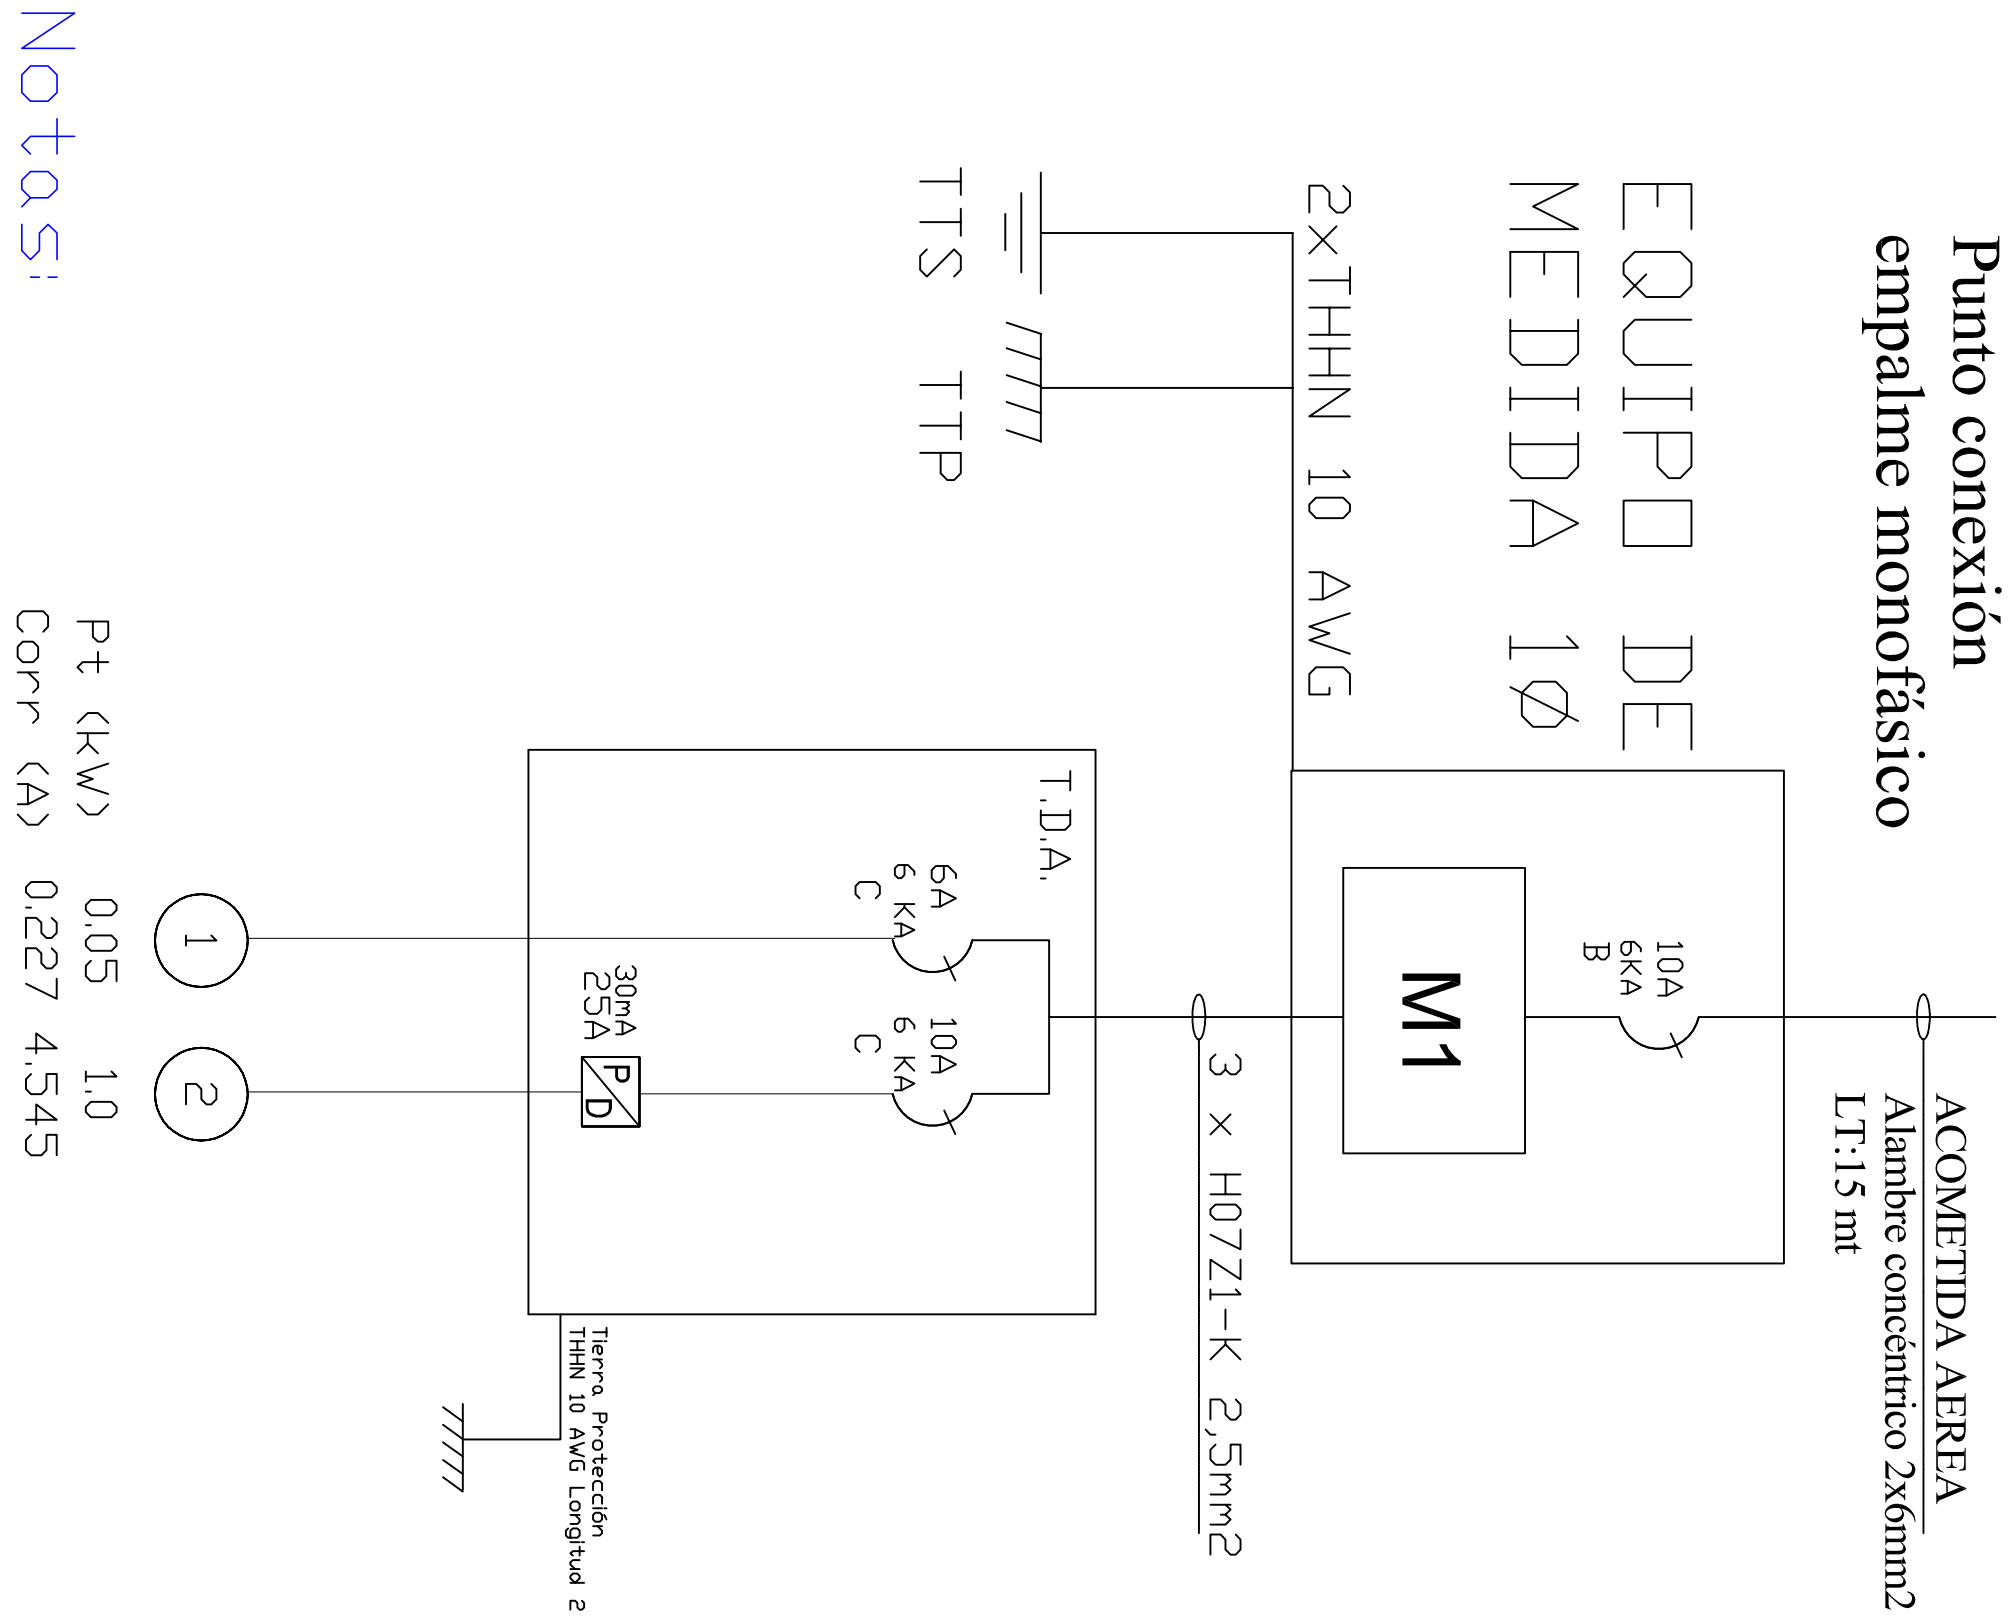 Punto conexión
empalme monofásico
ACOMETIDA AEREA
Alambre concéntrico 2x6mm2
LT:15 mt
EQUIPO DE
MEDIDA 1Ø
10A
6KA
B
M1
2xTHHN 10 AWG
TTS
TTP
3 x H07Z1-K 2,5mm2
T.D.A.
6A
6 KA
C
10A
6 KA
C
30mA
25A
P
D
Tierra Protección
THHN 10 AWG Longitud 2
1
2
Pt (kW) 0.05 1.0
Corr (A) 0.227 4.545
Notas: